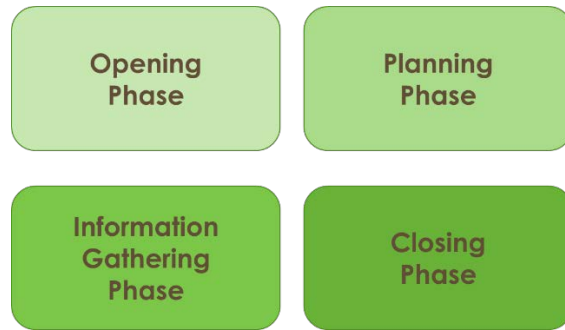 Opening
Phase
Planning
Phase
Information
Gathering
Phase
Closing
Phase